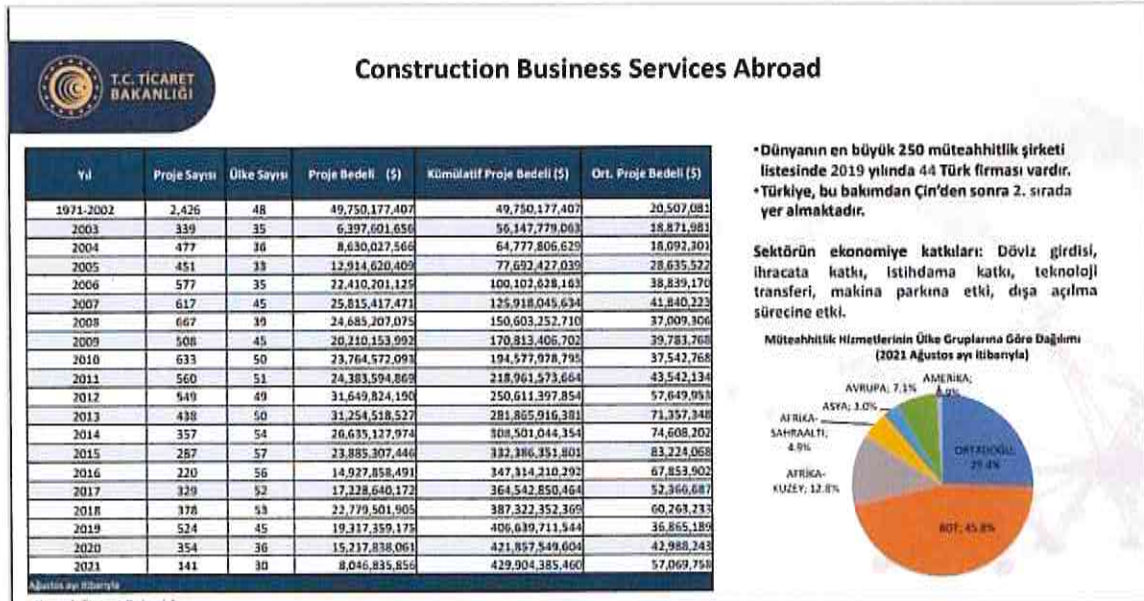 T.C. TİCARET
BAKANLIĞI
Construction Business Services Abroad
Yıl Proje Sayısı Ülke Sayısı Proje Bedeli ($) Kümülatif Proje Bedeli ($) Ort. Proje Bedeli ($)
1971-2002 2,426 48 49,750,177,407 49,750,177,407 20,507,081
2003 339 35 6,397,601,656 56,147,779,063 18,871,981
2004 477 36 8,630,027,566 64,777,806,629 18,092,301
2005 451 33 12,914,620,409 77,692,427,039 28,635,522
2006 577 35 22,410,201,125 100,102,628,163 38,839,170
2007 617 45 25,815,417,471 125,918,045,634 41,840,223
2008 667 39 24,685,207,075 150,603,252,710 37,009,306
2009 508 45 20,210,153,992 170,813,406,702 39,783,768
2010 633 50 23,764,572,093 194,577,978,795 37,542,768
2011 560 51 24,383,594,869 218,961,573,664 43,542,134
2012 549 49 31,649,824,190 250,611,397,854 57,649,953
2013 438 50 31,254,518,527 281,865,916,381 71,357,348
2014 357 54 26,635,127,974 308,501,044,354 74,608,202
2015 287 57 23,885,307,446 332,386,351,801 83,224,068
2016 220 56 14,927,858,491 347,314,210,292 67,853,902
2017 329 52 17,228,640,172 364,542,850,464 52,366,687
2018 378 53 22,779,501,905 387,322,352,369 60,263,233
2019 524 45 19,317,359,175 406,639,711,544 36,865,189
2020 354 36 15,217,838,061 421,857,549,604 42,988,243
2021 141 30 8,046,835,856 429,904,385,460 57,069,758
Ağustos ayı itibarıyla
•Dünyanın en büyük 250 müteahhitlik şirketi
listesinde 2019 yılında 44 Türk firması vardır.
•Türkiye, bu bakımdan Çin'den sonra 2. sırada
yer almaktadır.
Sektörün ekonomiye katkıları: Döviz girdisi,
ihracata katkı, istihdama katkı, teknoloji
transferi, makina parkına etki, dışa açılma
sürecine etki.
Müteahhitlik Hizmetlerinin Ülke Gruplarına Göre Dağılımı
(2021 Ağustos ayı itibarıyla)
AMERİKA;
AVRUPA; 7.1%
ASYA; 3.0%
AFRİKA-
SAHRAALTI;
4.9%
ORTADOĞU;
AFRİKA-
KUZEY; 12.8%
BDT; 45.8%